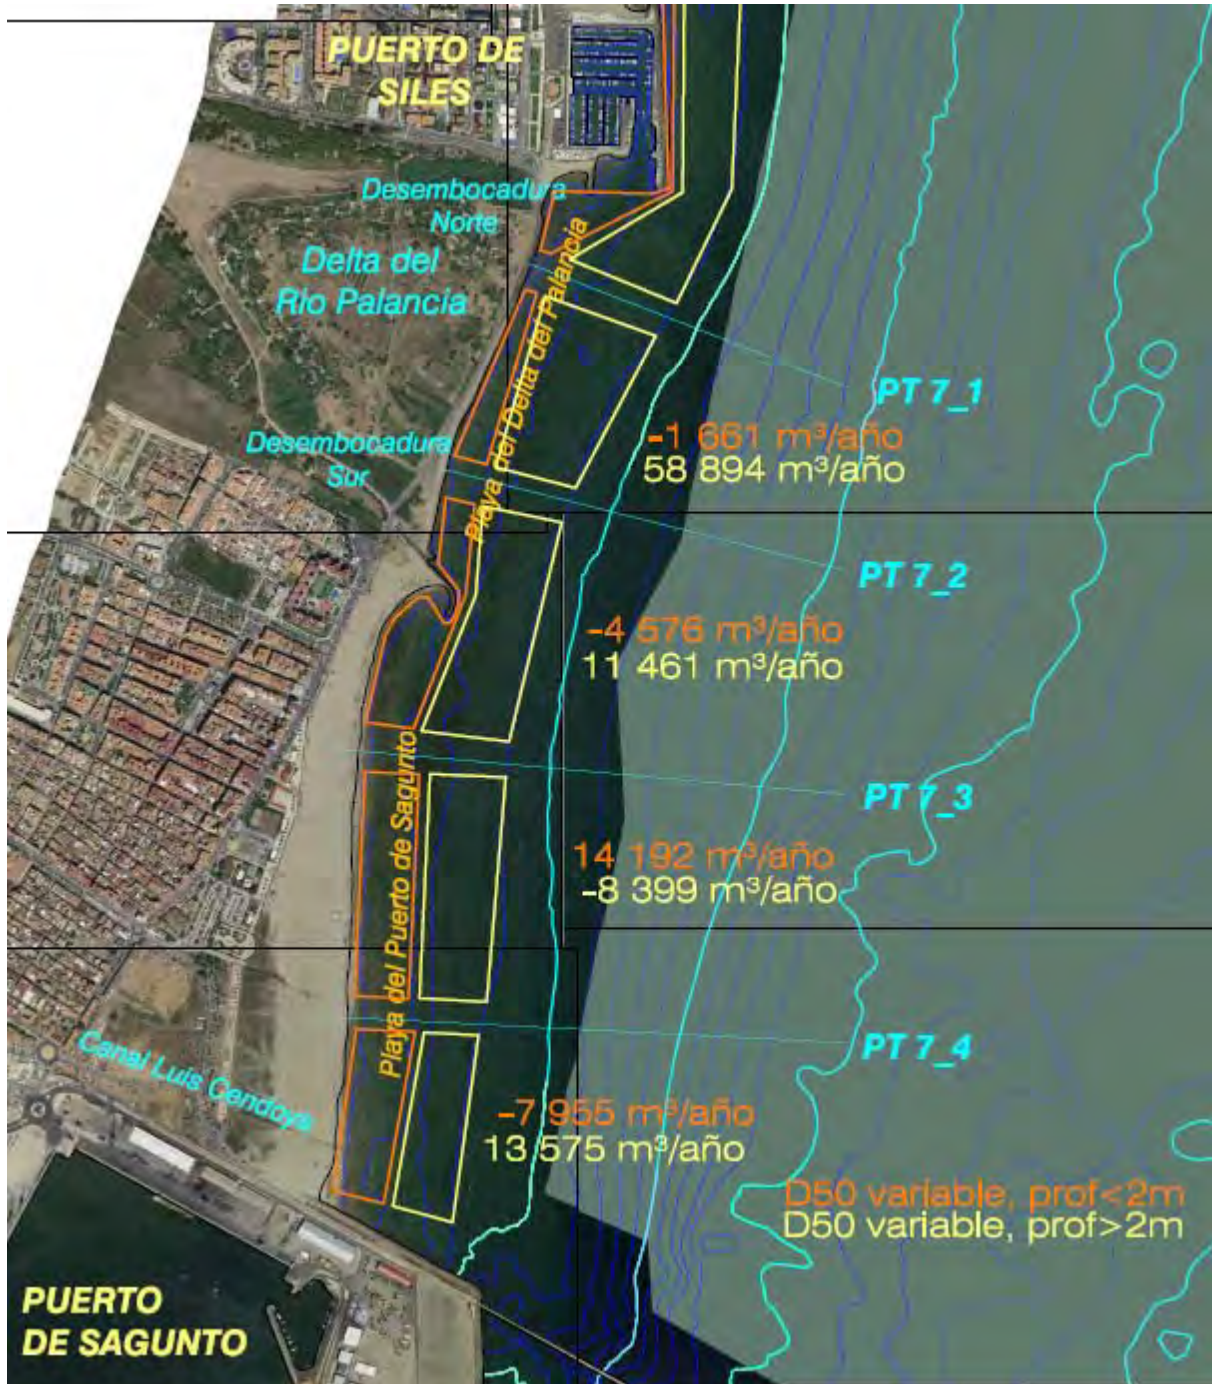 PUERTO DE
SILES
Desembocadura
Norte
Delta del
Rio Palancia
Playa del Delta del Palancia
PT 7_1
-1 661 m³/año
58 894 m³/año
Desembocadura
Sur
PT 7_2
-4 576 m³/año
11 461 m³/año
PT 7_3
Playa del Puerto de Sagunto
14 192 m³/año
-8 399 m³/año
PT 7_4
Canal Luis Cendoya
-7 955 m³/año
13 575 m³/año
D50 variable, prof<2m
D50 variable, prof>2m
PUERTO
DE SAGUNTO